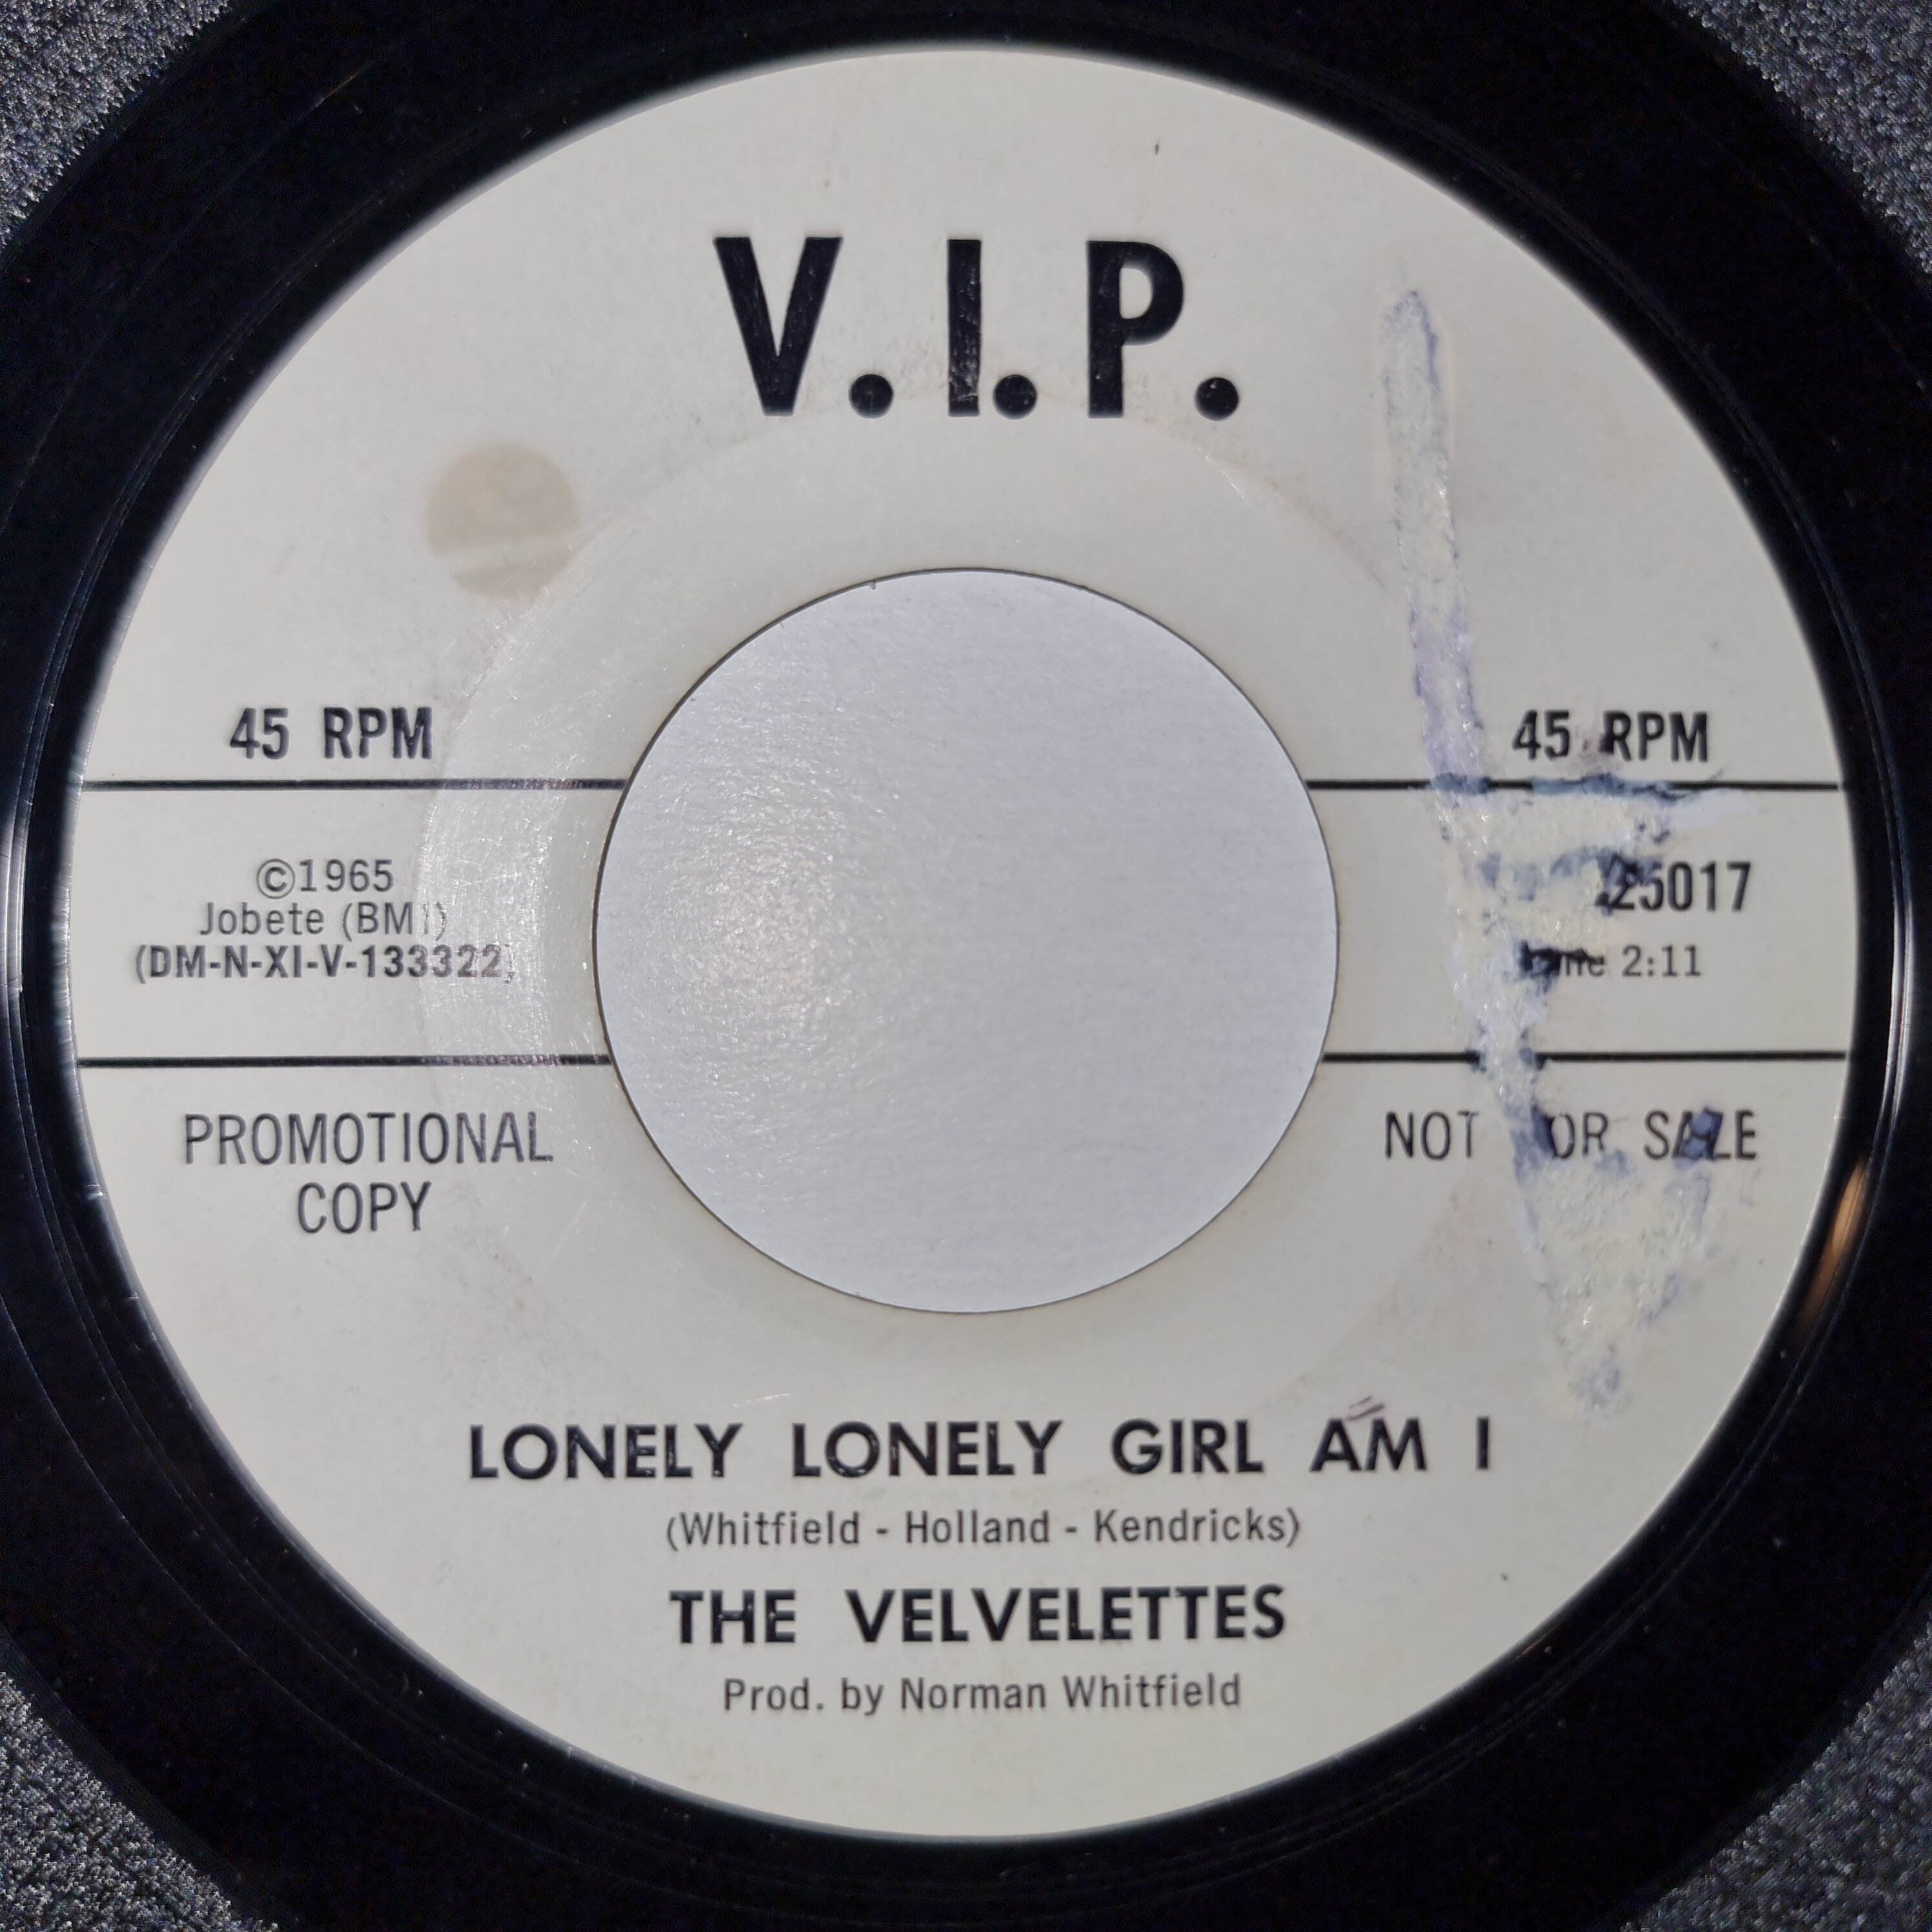 V.I.P.
45 RPM
45 RPM
©1965
Jobete (BMI)
(DM-N-XI-V-133322)
25017
2:11
PROMOTIONAL
COPY
NOT SALE
LONELY LONELY GIRL AM I
(Whitfield - Holland - Kendricks)
THE VELVELETTES
Prod. by Norman Whitfield